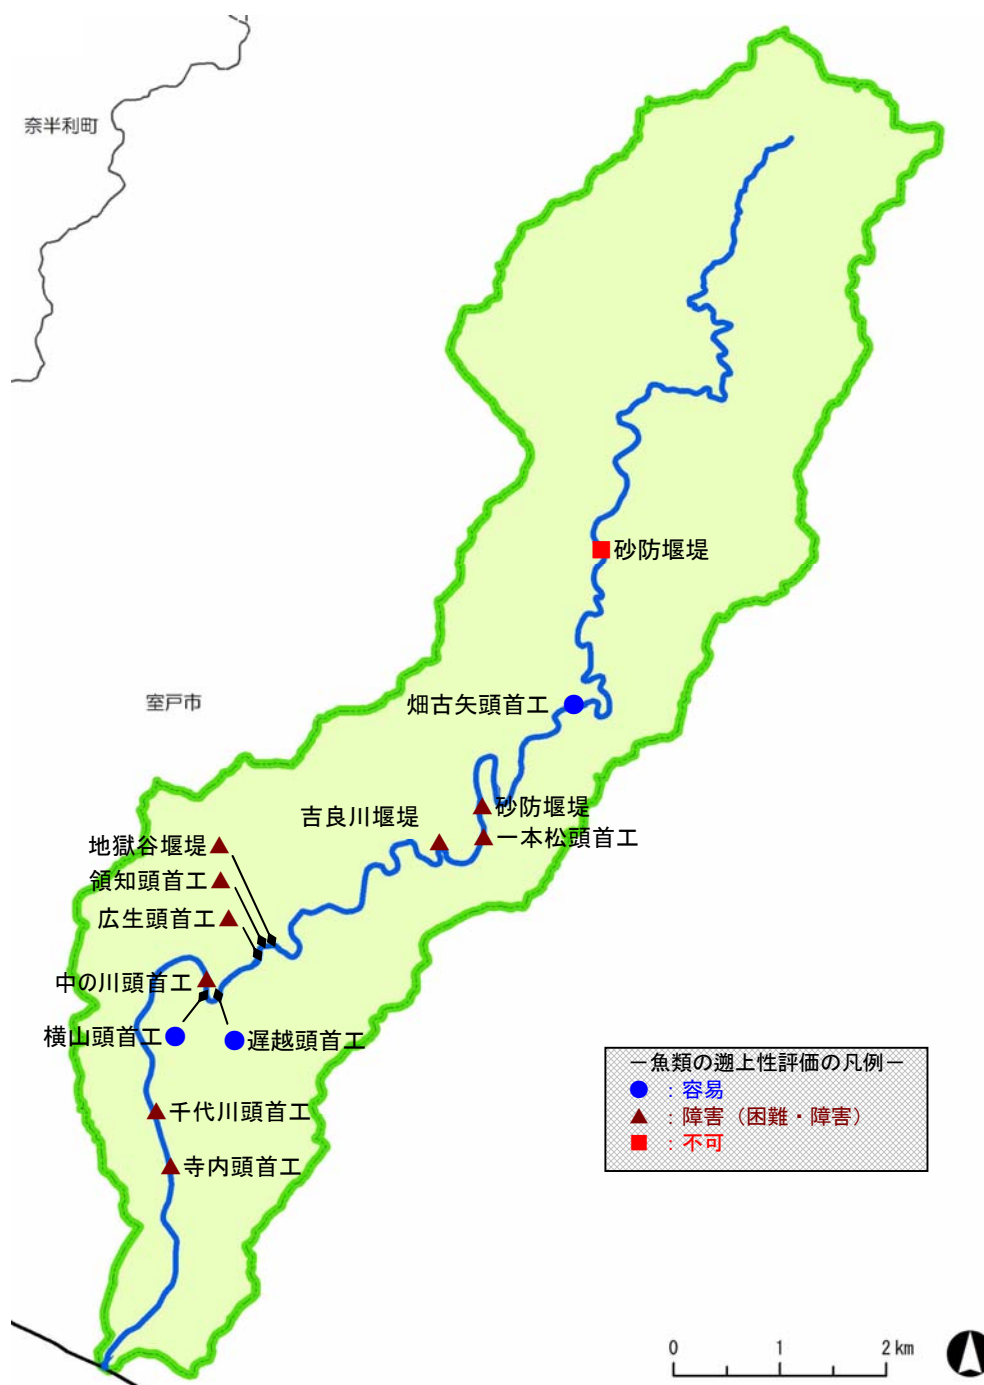 奈半利町
砂防堰堤
室戸市
畑古矢頭首工
砂防堰堤
吉良川堰堤
一本松頭首工
地獄谷堰堤
領知頭首工
広生頭首工
中の川頭首工
横山頭首工
遅越頭首工
－魚類の遡上性評価の凡例－
：容易
千代川頭首工
：障害（困難・障害）
：不可
寺内頭首工
0 1 2 km